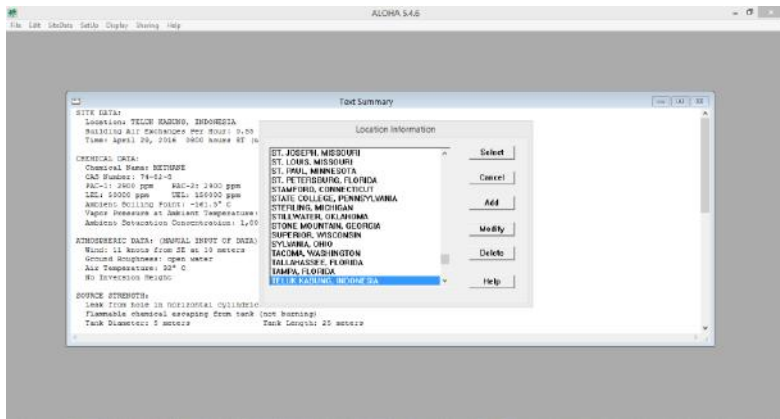 ALOHA 5.4.6
File Edit SiteData SetUp Display Sharing Help
Text Summary
SITE DATA:
Location: TELUK KABUNG, INDONESIA
Building Air Exchanges Per Hour: 0.55
Time: April 29, 2016 0800 hours ST
CHEMICAL DATA:
Chemical Name: METHANE
CAS Number: 74-82-8
PAC-1: 2900 ppm PAC-2: 2900 ppm
LEL: 50000 ppm UEL: 150000 ppm
Ambient Boiling Point: -161.5° C
Vapor Pressure at Ambient Temperature:
Ambient Saturation Concentration: 1,00
ATMOSPHERIC DATA: (MANUAL INPUT OF DATA)
Wind: 11 knots from SE at 10 meters
Ground Roughness: open water
Air Temperature: 32° C
No Inversion Height
SOURCE STRENGTH:
Leak from hole in horizontal cylindric
Flammable chemical escaping from tank (not burning)
Tank Diameter: 5 meters Tank Length: 25 meters
Location Information
ST. JOSEPH, MISSOURI
ST. LOUIS, MISSOURI
ST. PAUL, MINNESOTA
ST. PETERSBURG, FLORIDA
STAMFORD, CONNECTICUT
STATE COLLEGE, PENNSYLVANIA
STERLING, MICHIGAN
STILLWATER, OKLAHOMA
STONE MOUNTAIN, GEORGIA
SUPERIOR, WISCONSIN
SYLVANIA, OHIO
TACOMA, WASHINGTON
TALLAHASSEE, FLORIDA
TAMPA, FLORIDA
TELUK KABUNG, INDONESIA
Select
Cancel
Add
Modify
Delete
Help